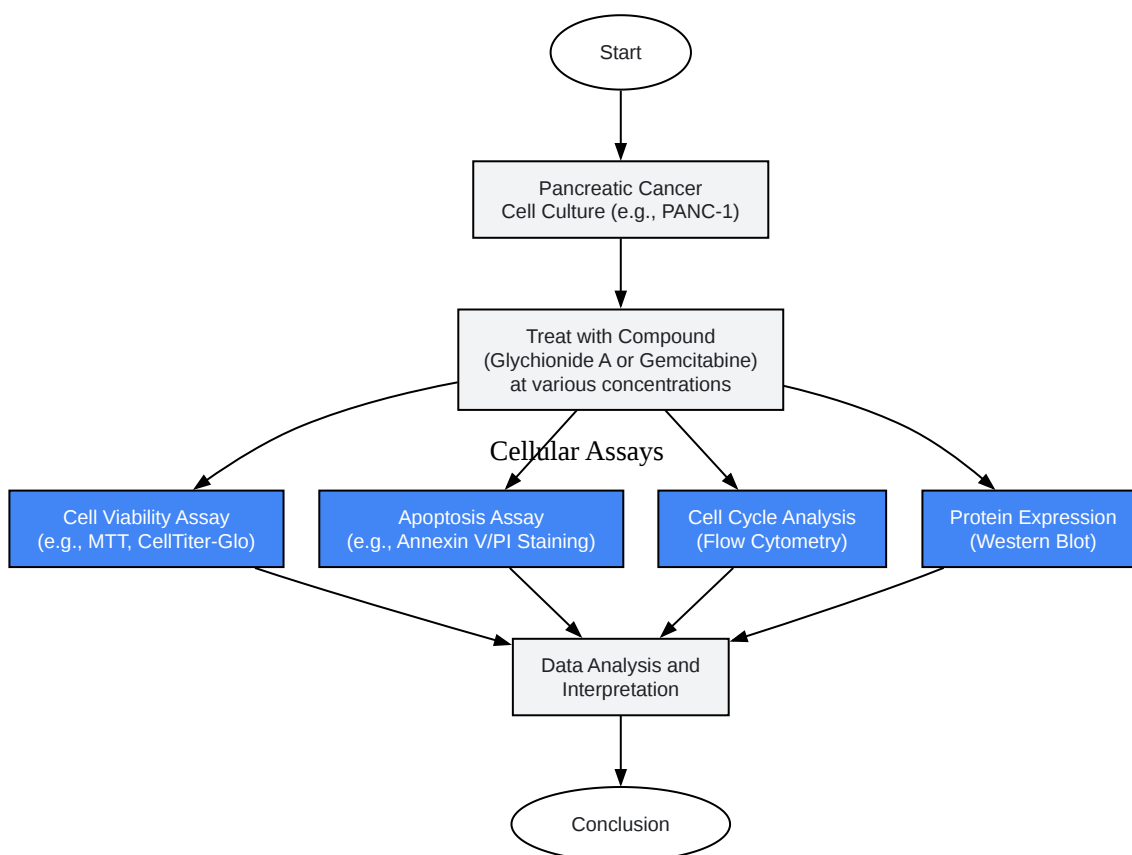 Start
Pancreatic Cancer
Cell Culture (e.g., PANC-1)
Treat with Compound
(Glychionide A or Gemcitabine)
at various concentrations
Cellular Assays
Cell Viability Assay
(e.g., MTT, CellTiter-Glo)
Apoptosis Assay
(e.g., Annexin V/PI Staining)
Cell Cycle Analysis
(Flow Cytometry)
Protein Expression
(Western Blot)
Data Analysis and
Interpretation
Conclusion